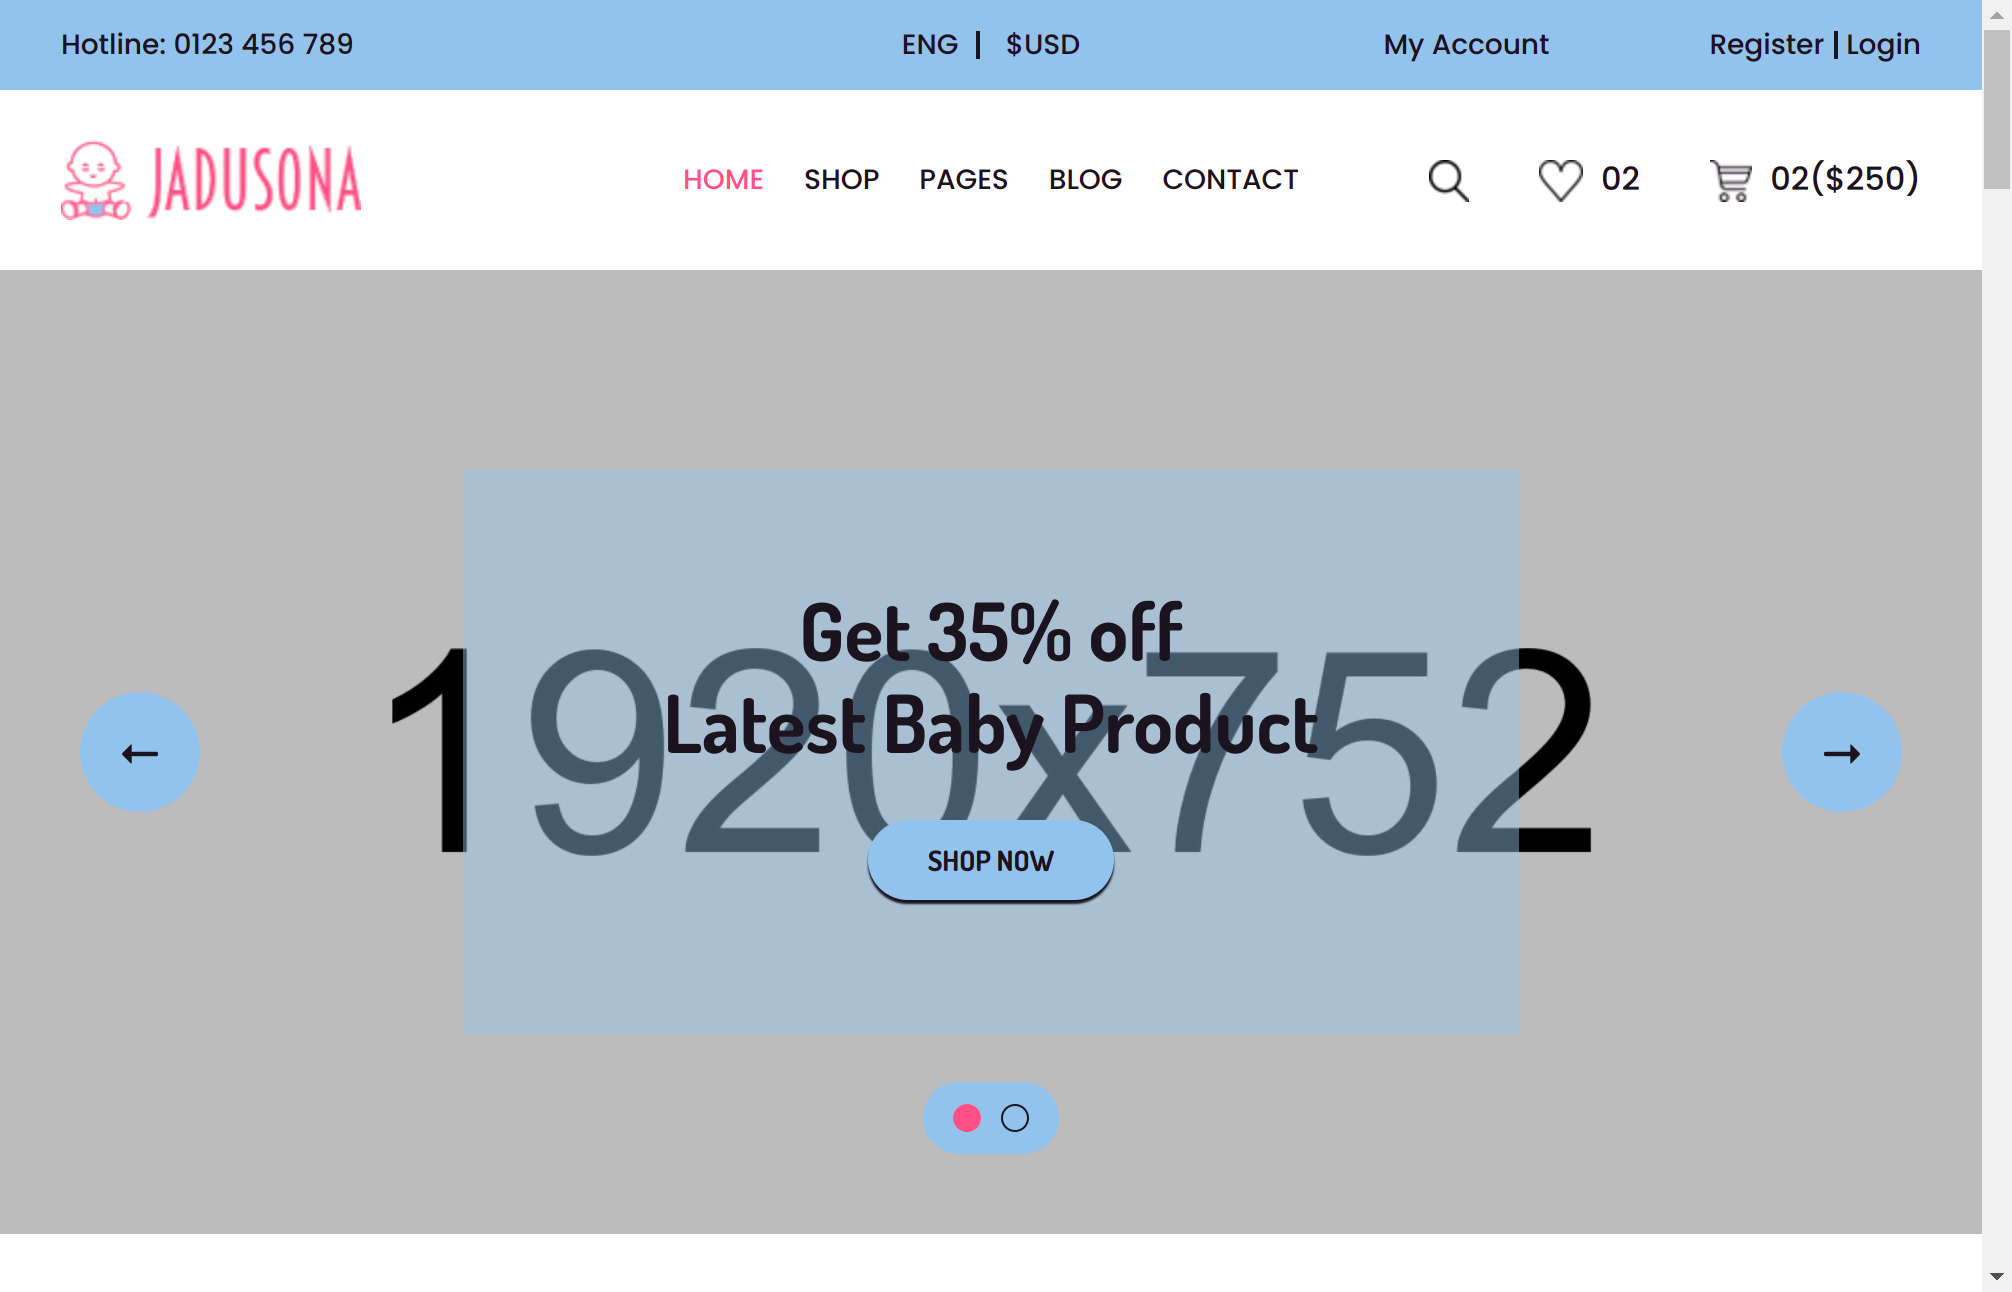 Hotline: 0123 456 789
ENG | $USD
My Account
Register | Login
JADUSONA
HOME SHOP PAGES BLOG CONTACT
02
02($250)
1920x752
Get 35% off
Latest Baby Product
SHOP NOW